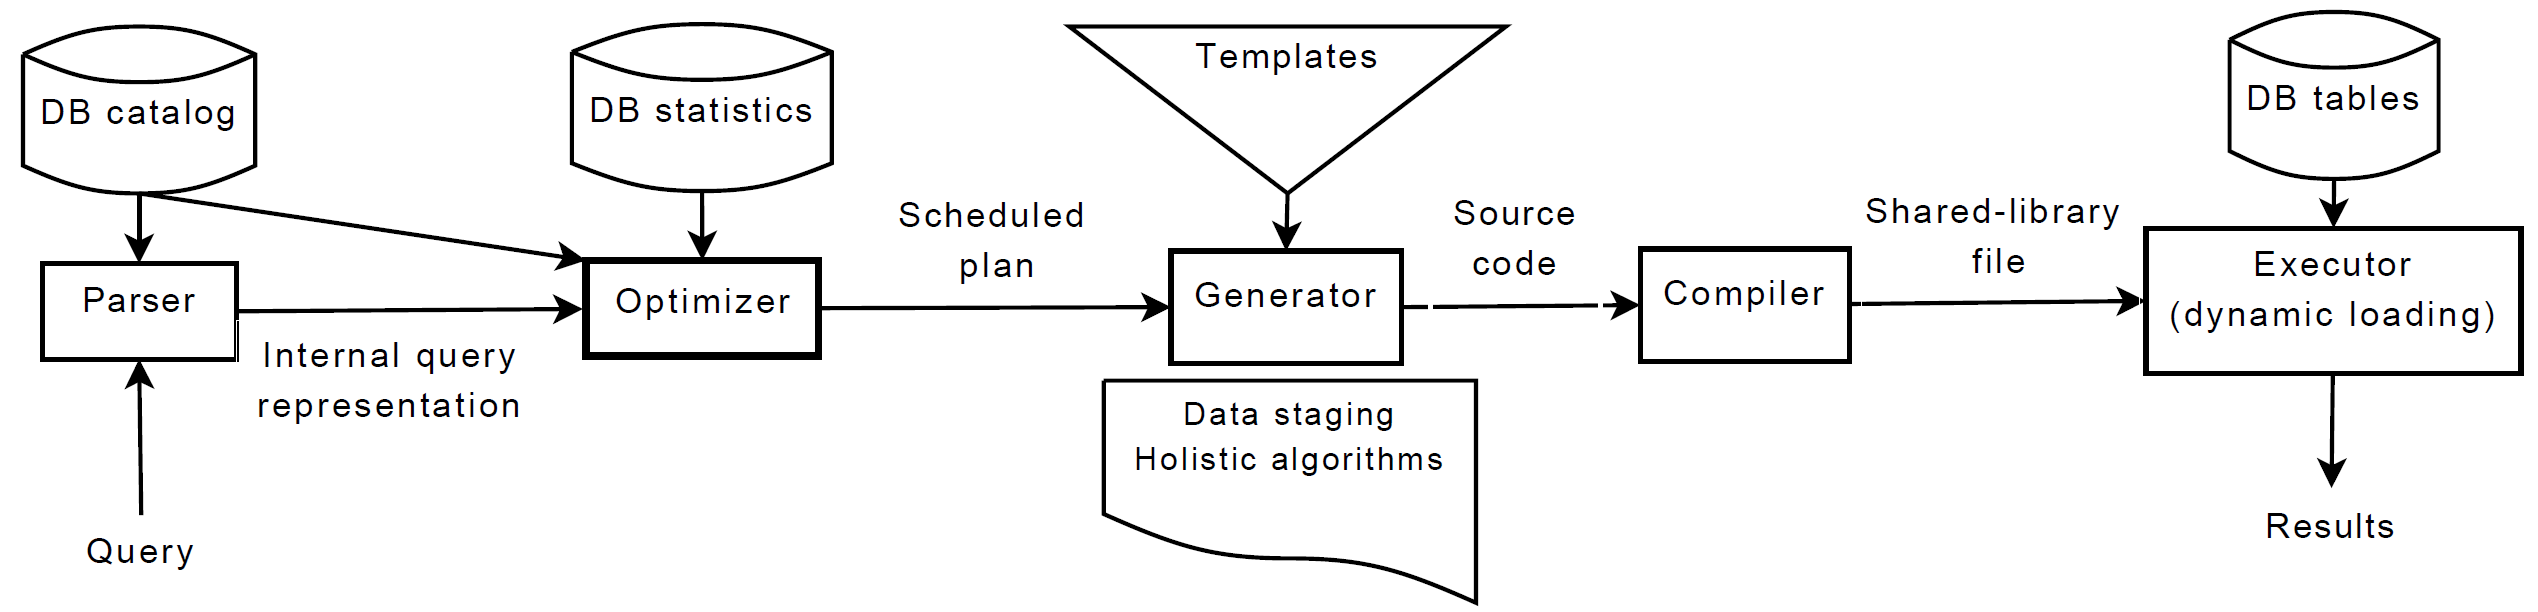 DB catalog
DB statistics
Templates
DB tables
Scheduled
plan
Source
code
Shared-library
file
Parser
Optimizer
Generator
Compiler
Executor
(dynamic loading)
Internal query
representation
Data staging
Holistic algorithms
Query
Results